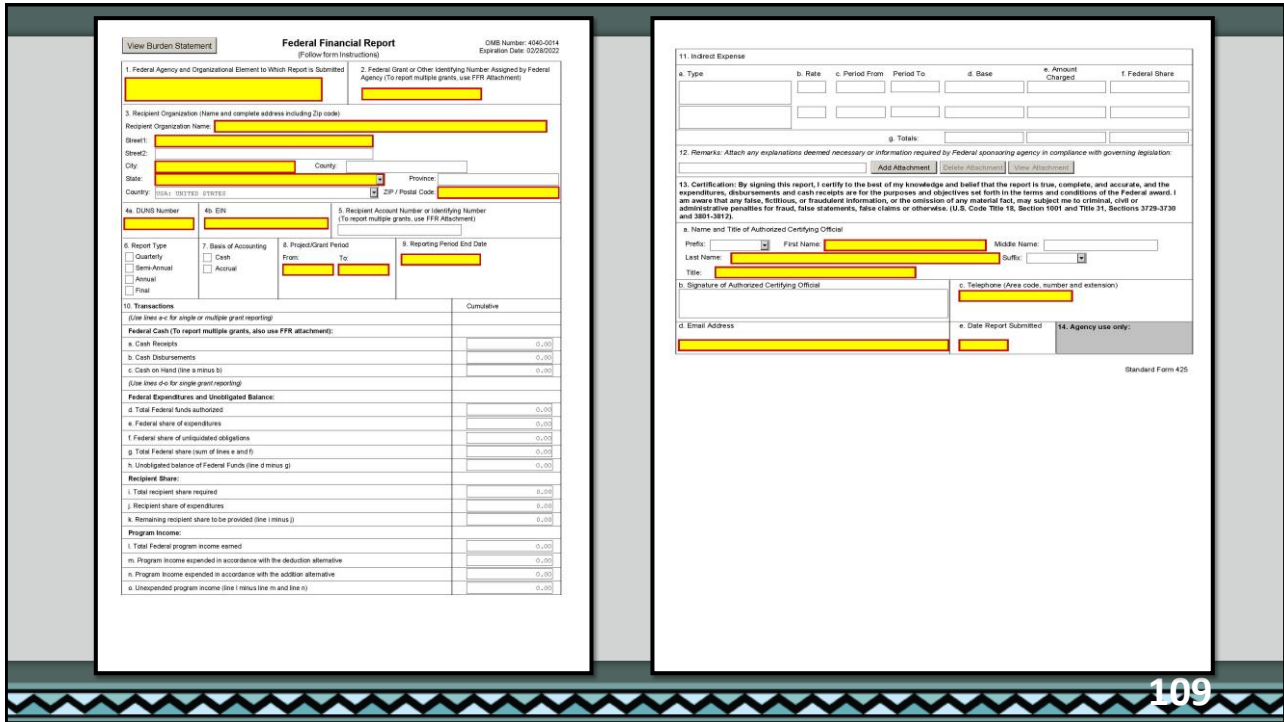 View Burden Statement
Federal Financial Report
(Follow form Instructions)
OMB Number: 4040-0014
Expiration Date: 02/28/2022
1. Federal Agency and Organizational Element to Which Report is Submitted
2. Federal Grant or Other Identifying Number Assigned by Federal
Agency (To report multiple grants, use FFR Attachment)
3. Recipient Organization (Name and complete address including Zip code)
Recipient Organization Name:
Street1:
Street2:
City: County:
State: Province:
Country: USA: UNITED STATES ZIP / Postal Code:
4a. DUNS Number
4b. EIN
5. Recipient Account Number or Identifying Number
(To report multiple grants, use FFR Attachment)
6. Report Type
Quarterly
Semi-Annual
Annual
Final
7. Basis of Accounting
Cash
Accrual
8. Project/Grant Period
From: To:
9. Reporting Period End Date
10. Transactions Cumulative
(Use lines a-c for single or multiple grant reporting)
Federal Cash (To report multiple grants, also use FFR attachment):
a. Cash Receipts 0.00
b. Cash Disbursements 0.00
c. Cash on Hand (line a minus b) 0.00
(Use lines d-o for single grant reporting)
Federal Expenditures and Unobligated Balance:
d. Total Federal funds authorized 0.00
e. Federal share of expenditures 0.00
f. Federal share of unliquidated obligations 0.00
g. Total Federal share (sum of lines e and f) 0.00
h. Unobligated balance of Federal Funds (line d minus g) 0.00
Recipient Share:
i. Total recipient share required 0.00
j. Recipient share of expenditures 0.00
k. Remaining recipient share to be provided (line i minus j) 0.00
Program Income:
l. Total Federal program income earned 0.00
m. Program Income expended in accordance with the deduction alternative 0.00
n. Program Income expended in accordance with the addition alternative 0.00
o. Unexpended program income (line l minus line m and line n) 0.00
11. Indirect Expense
a. Type b. Rate c. Period From Period To d. Base e. Amount Charged f. Federal Share
g. Totals:
12. Remarks: Attach any explanations deemed necessary or information required by Federal sponsoring agency in compliance with governing legislation:
Add Attachment Delete Attachment View Attachment
13. Certification: By signing this report, I certify to the best of my knowledge and belief that the report is true, complete, and accurate, and the
expenditures, disbursements and cash receipts are for the purposes and objectives set forth in the terms and conditions of the Federal award. I
am aware that any false, fictitious, or fraudulent information, or the omission of any material fact, may subject me to criminal, civil or
administrative penalties for fraud, false statements, false claims or otherwise. (U.S. Code Title 18, Section 1001 and Title 31, Sections 3729-3730
and 3801-3812).
a. Name and Title of Authorized Certifying Official
Prefix: First Name: Middle Name:
Last Name: Suffix:
Title:
b. Signature of Authorized Certifying Official
c. Telephone (Area code, number and extension)
d. Email Address
e. Date Report Submitted
14. Agency use only:
Standard Form 425
109